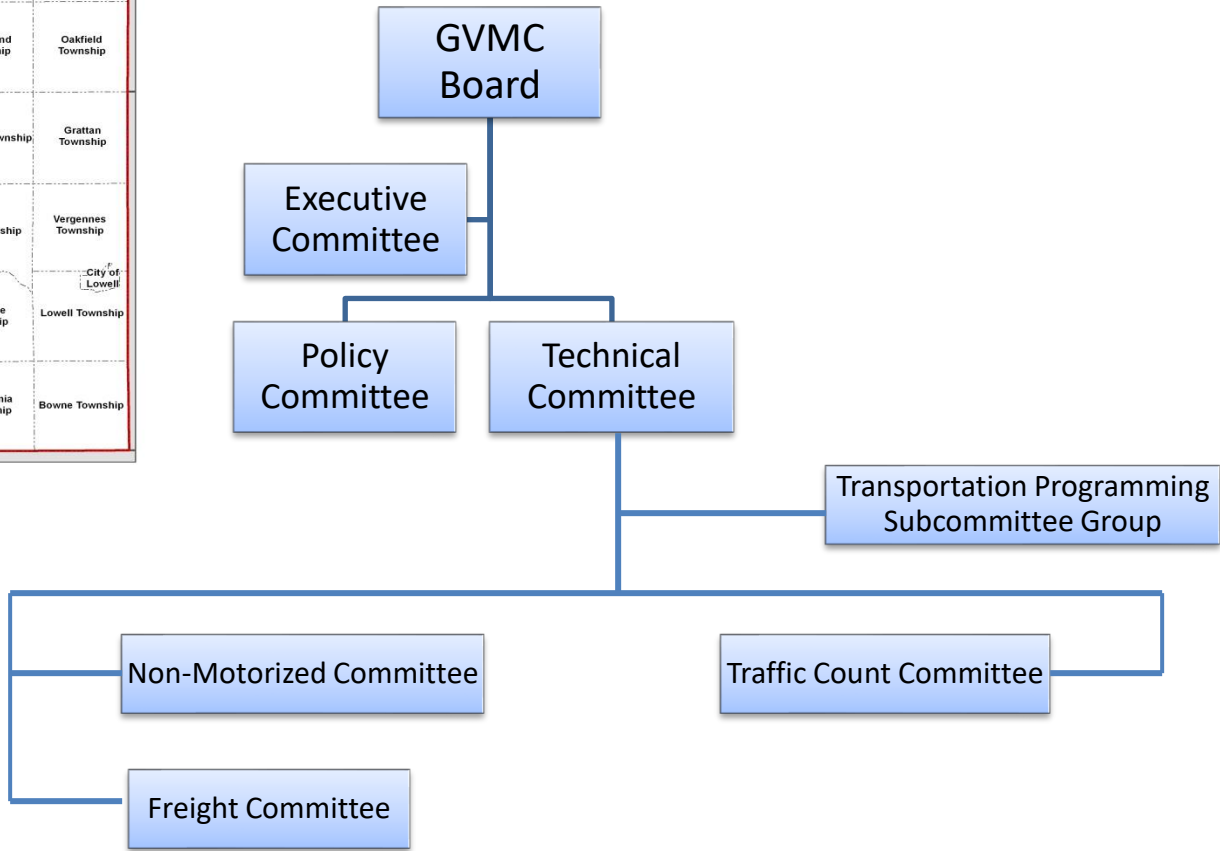 Oakfield
Township
Grattan
Township
Vergennes
Township
City of
Lowell
Lowell Township
Bowne Township
GVMC
Board
Executive
Committee
Policy
Committee
Technical
Committee
Transportation Programming
Subcommittee Group
Non-Motorized Committee
Traffic Count Committee
Freight Committee